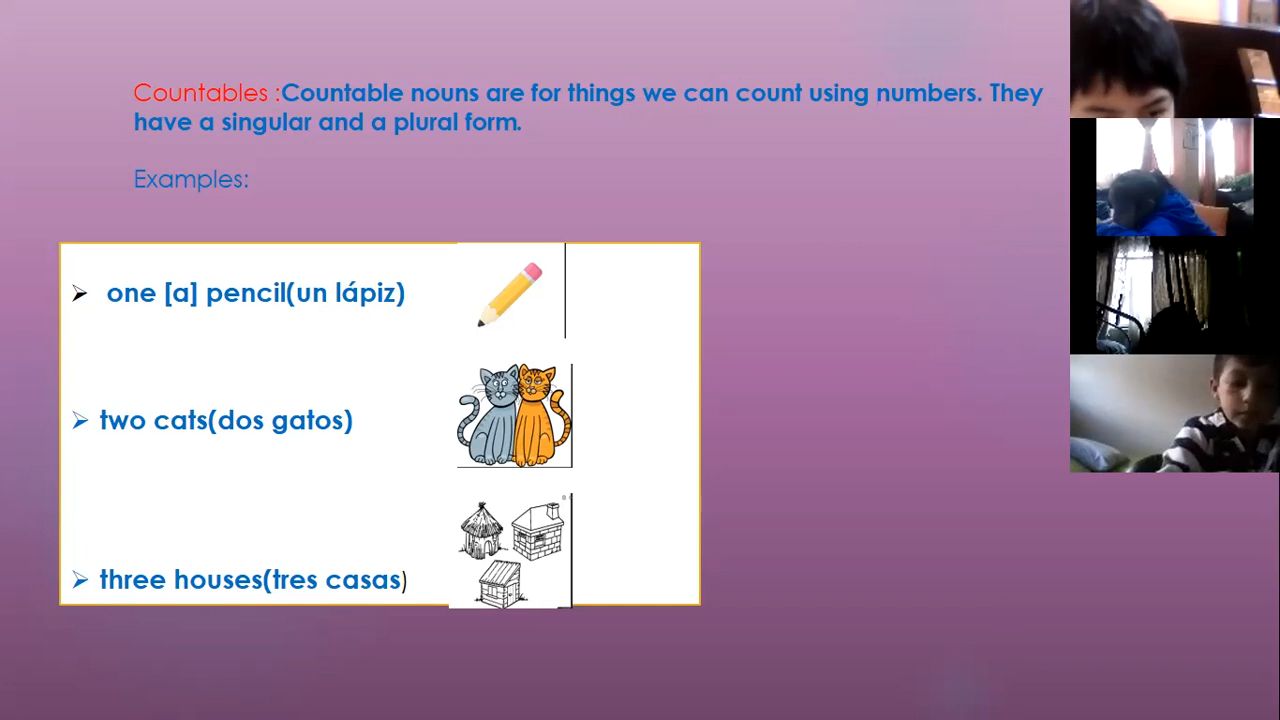 Countables :Countable nouns are for things we can count using numbers. They
have a singular and a plural form.
Examples:
one [a] pencil(un lápiz)
two cats(dos gatos)
three houses(tres casas)